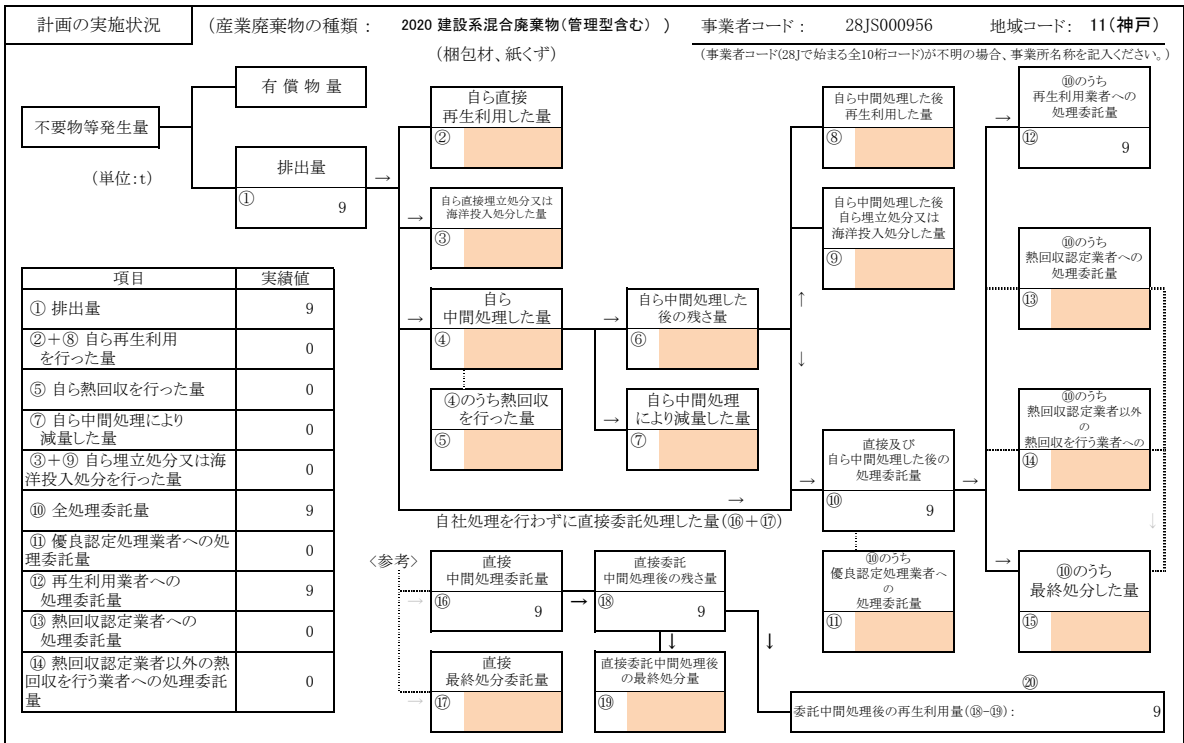 計画の実施状況
(産業廃棄物の種類: 2020 建設系混合廃棄物(管理型含む) )
(梱包材、紙くず)
事業者コード: 28JS000956 地域コード: 11(神戸)
(事業者コード(28Jで始まる全10桁コード)が不明の場合、事業所名称を記入ください。)
不要物等発生量
(単位:t)
有償物量
排出量
① 9
→
自ら直接
再生利用した量
②
→
自ら直接埋立処分又は
海洋投入処分した量
③
→
自ら
中間処理した量
④
④のうち熱回収
を行った量
⑤
→
自ら中間処理した
後の残さ量
⑥
→
自ら中間処理
により減量した量
⑦
自ら中間処理した後
再生利用した量
⑧
自ら中間処理した後
自ら埋立処分又は
海洋投入処分した量
⑨
↑
↓
→
直接及び
自ら中間処理した後の
処理委託量
⑩ 9
→
⑩のうち
優良認定処理業者へ
の
処理委託量
⑪
→
⑩のうち
再生利用業者への
処理委託量
⑫ 9
⑩のうち
熱回収認定業者への
処理委託量
⑬
⑩のうち
熱回収認定業者以外
の
熱回収を行う業者への
⑭
↓
→
⑩のうち
最終処分した量
⑮
→
自社処理を行わずに直接委託処理した量(⑯+⑰)
<参考>
→
直接
中間処理委託量
⑯ 9
→
直接委託
中間処理後の残さ量
⑱ 9
↓
↓
→
直接
最終処分委託量
⑰
直接委託中間処理後
の最終処分量
⑲
⑳
委託中間処理後の再生利用量(⑱-⑲): 9
項目 実績値
① 排出量 9
②+⑧ 自ら再生利用
を行った量 0
⑤ 自ら熱回収を行った量 0
⑦ 自ら中間処理により
減量した量 0
③+⑨ 自ら埋立処分又は海
洋投入処分を行った量 0
⑩ 全処理委託量 9
⑪ 優良認定処理業者への処
理委託量 0
⑫ 再生利用業者への
処理委託量 9
⑬ 熱回収認定業者への
処理委託量 0
⑭ 熱回収認定業者以外の熱
回収を行う業者への処理委託
量 0